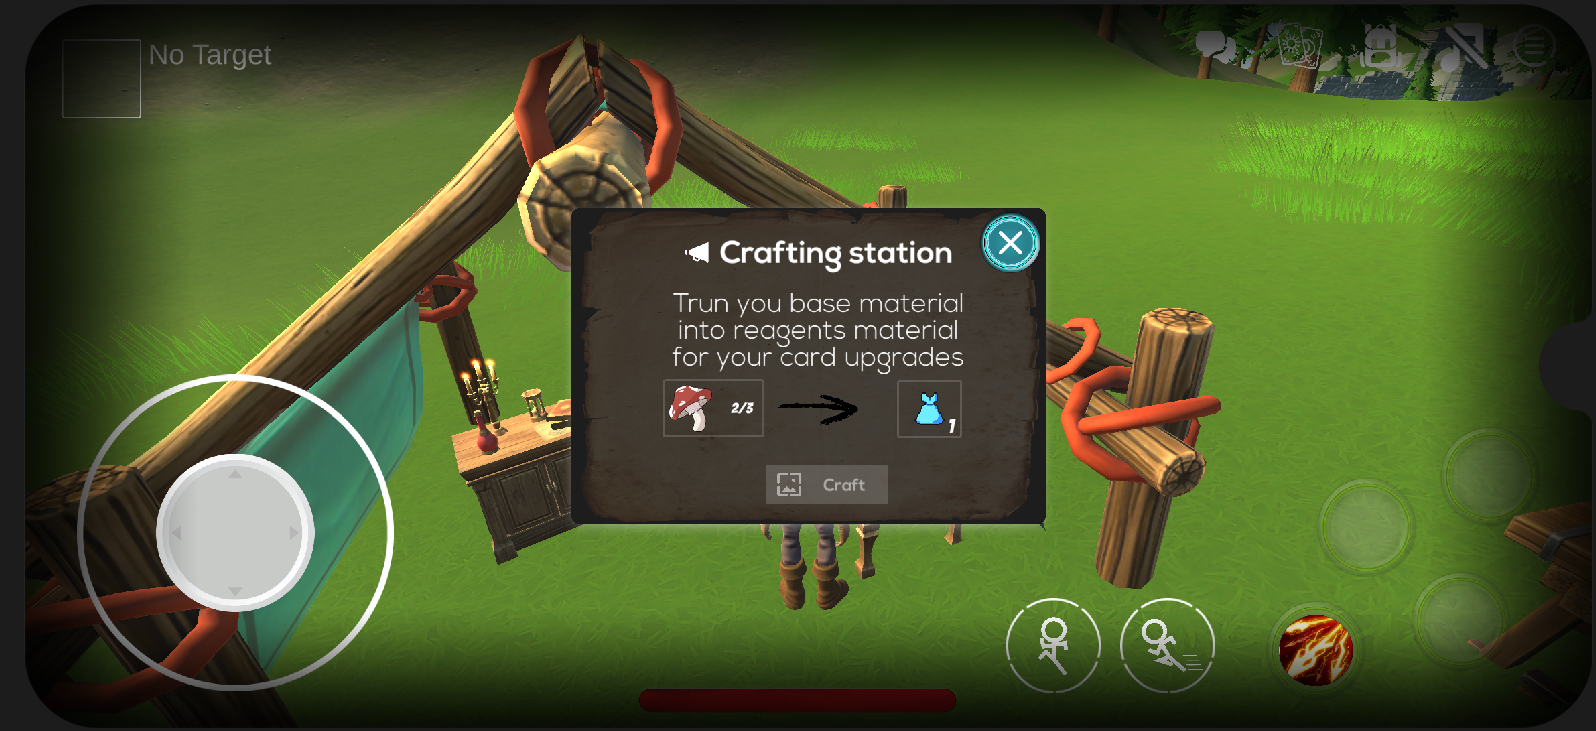 No Target
Crafting station
Trun you base material
into reagents material
for your card upgrades
2/3
1
Craft